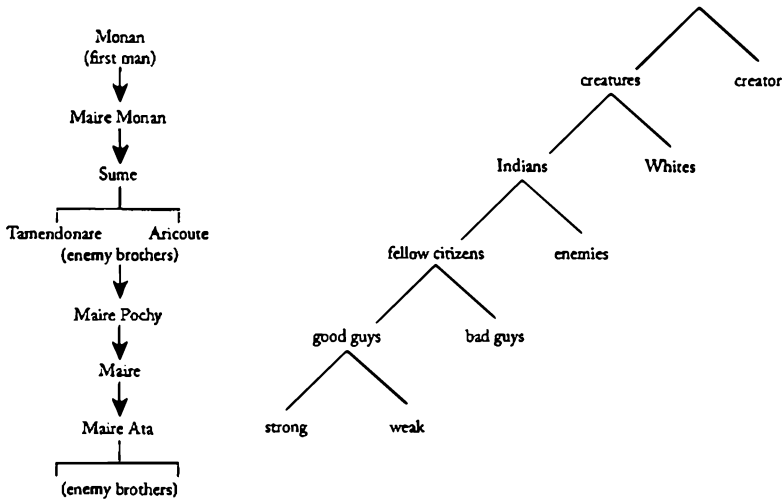 Monan
(first man)
Maire Monan
Sume
Tamendonare Aricoute
(enemy brothers)
Maire Pochy
Maire
Maire Ata
(enemy brothers)
creatures creator
Indians Whites
fellow citizens enemies
good guys bad guys
strong weak